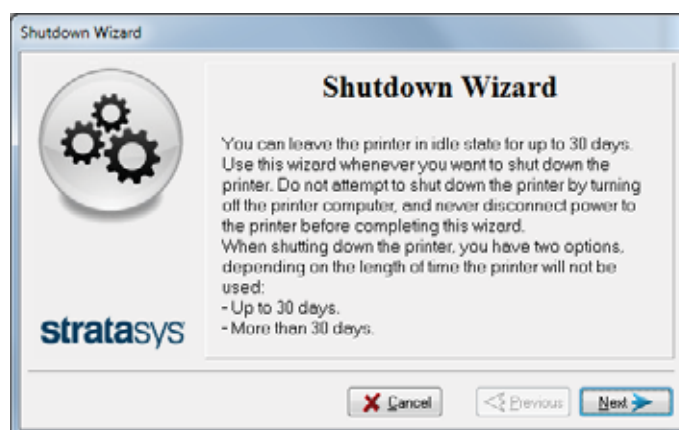 Shutdown Wizard
Shutdown Wizard
You can leave the printer in idle state for up to 30 days.
Use this wizard whenever you want to shut down the
printer. Do not attempt to shut down the printer by turning
off the printer computer, and never disconnect power to
the printer before completing this wizard.
When shutting down the printer, you have two options,
depending on the length of time the printer will not be
used:
- Up to 30 days.
- More than 30 days.
stratasys
Cancel
Previous
Next